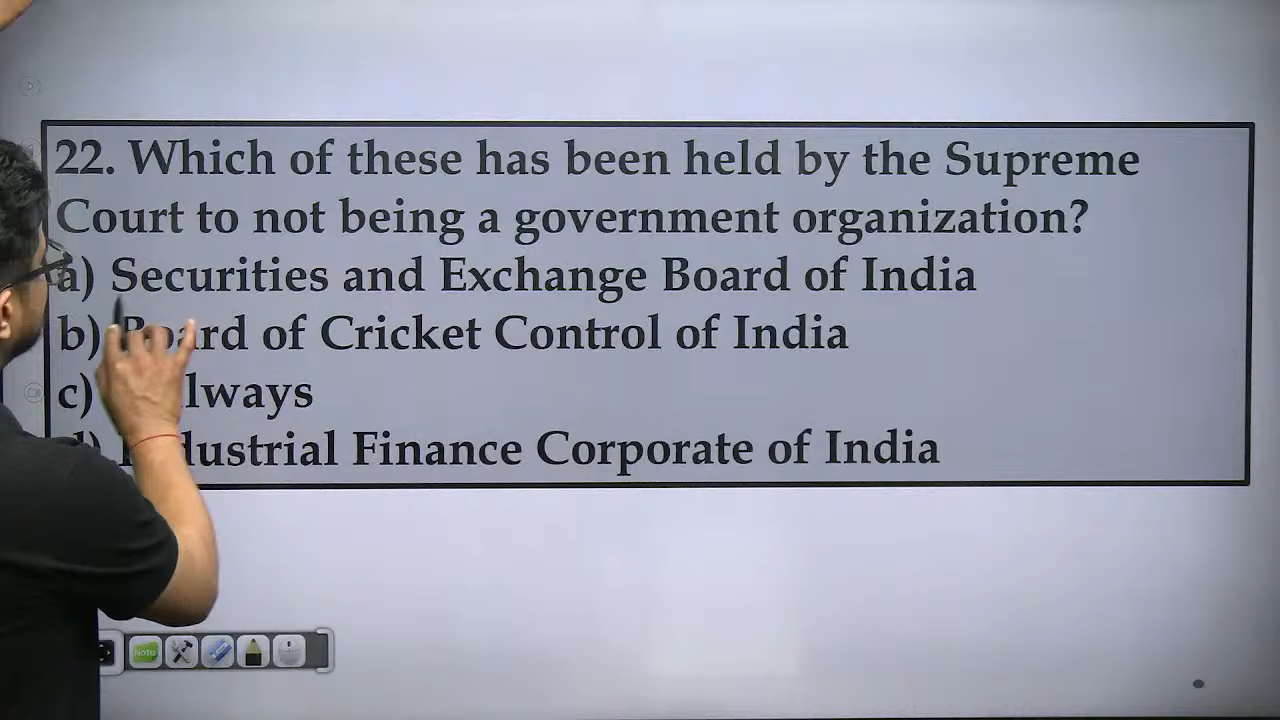 22. Which of these has been held by the Supreme
Court to not being a government organization?
a) Securities and Exchange Board of India
b) Board of Cricket Control of India
c)
d) Industrial Finance Corporate of India
Note